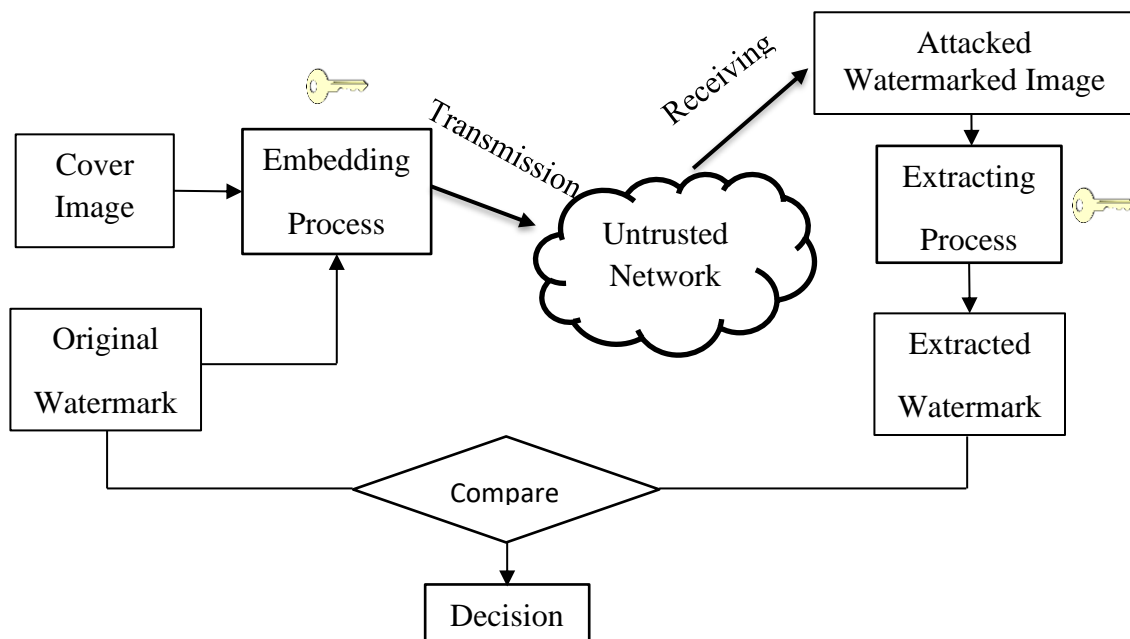 Cover
Image
Embedding
Process
Transmission
Untrusted
Network
Receiving
Attacked
Watermarked Image
Extracting
Process
Extracted
Watermark
Original
Watermark
Compare
Decision